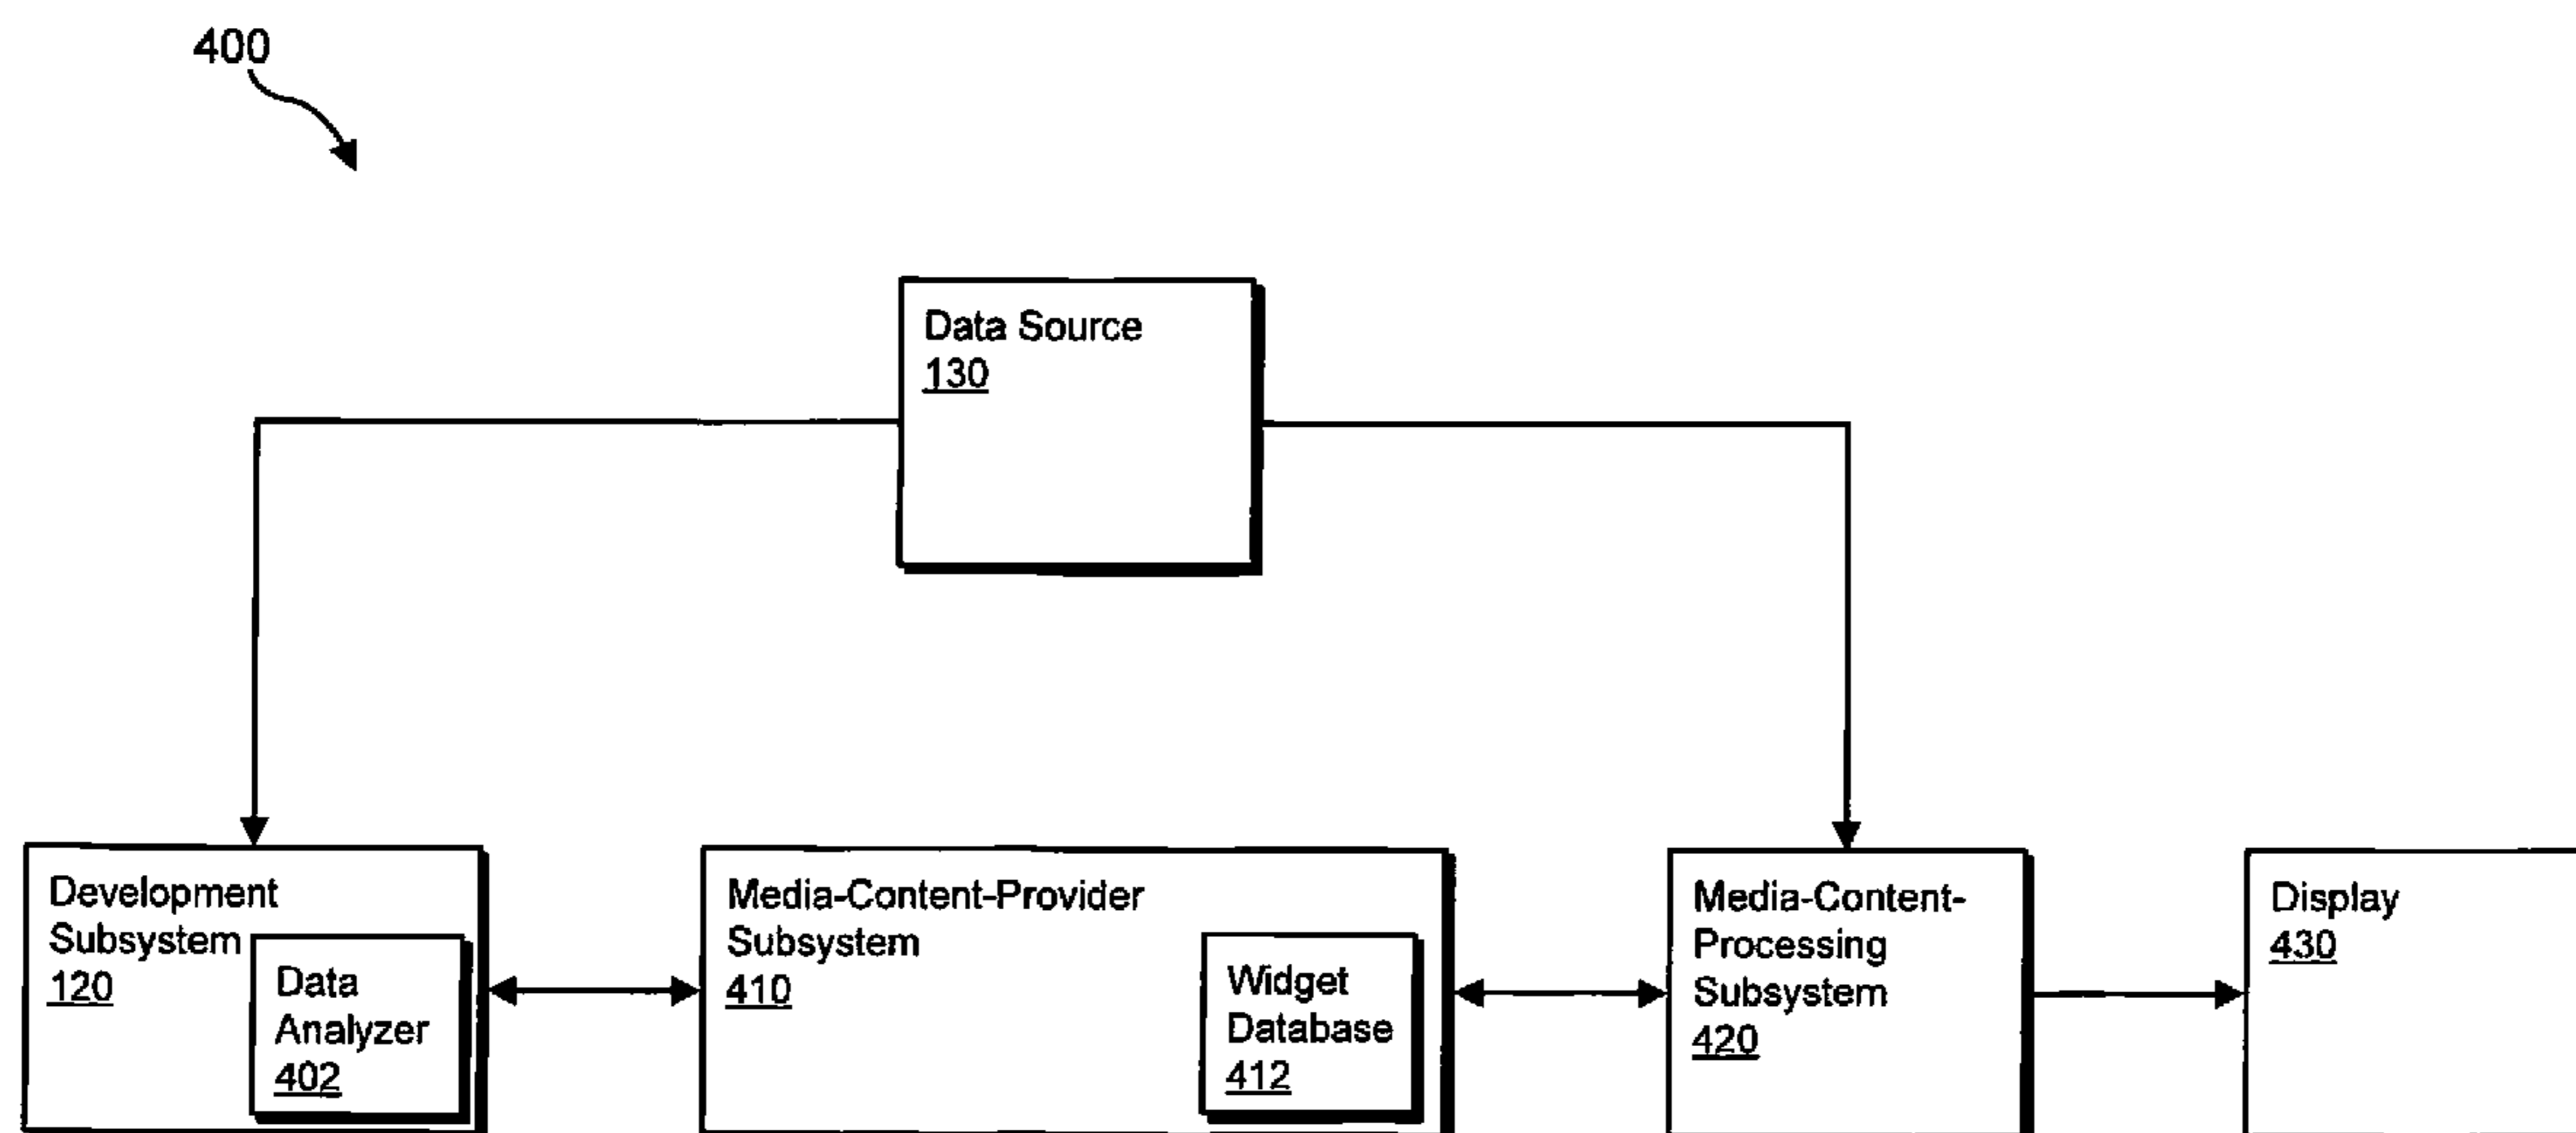 400
Data Source
130
Development
Subsystem
120
Data
Analyzer
402
Media-Content-Provider
Subsystem
410
Widget
Database
412
Media-Content-
Processing
Subsystem
420
Display
430